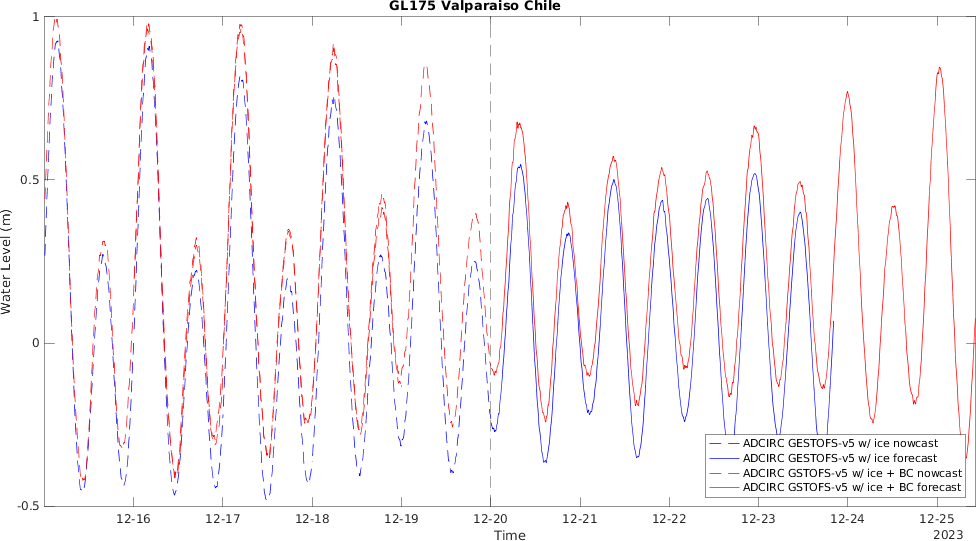 GL175 Valparaiso Chile
Water Level (m)
1
0.5
0
-0.5
12-16
12-17
12-18
12-19
12-20
12-21
12-22
12-23
12-24
12-25
2023
Time
ADCIRC GESTOFS-v5 w/ ice nowcast
ADCIRC GESTOFS-v5 w/ ice forecast
ADCIRC GSTOFS-v5 w/ ice + BC nowcast
ADCIRC GSTOFS-v5 w/ ice + BC forecast